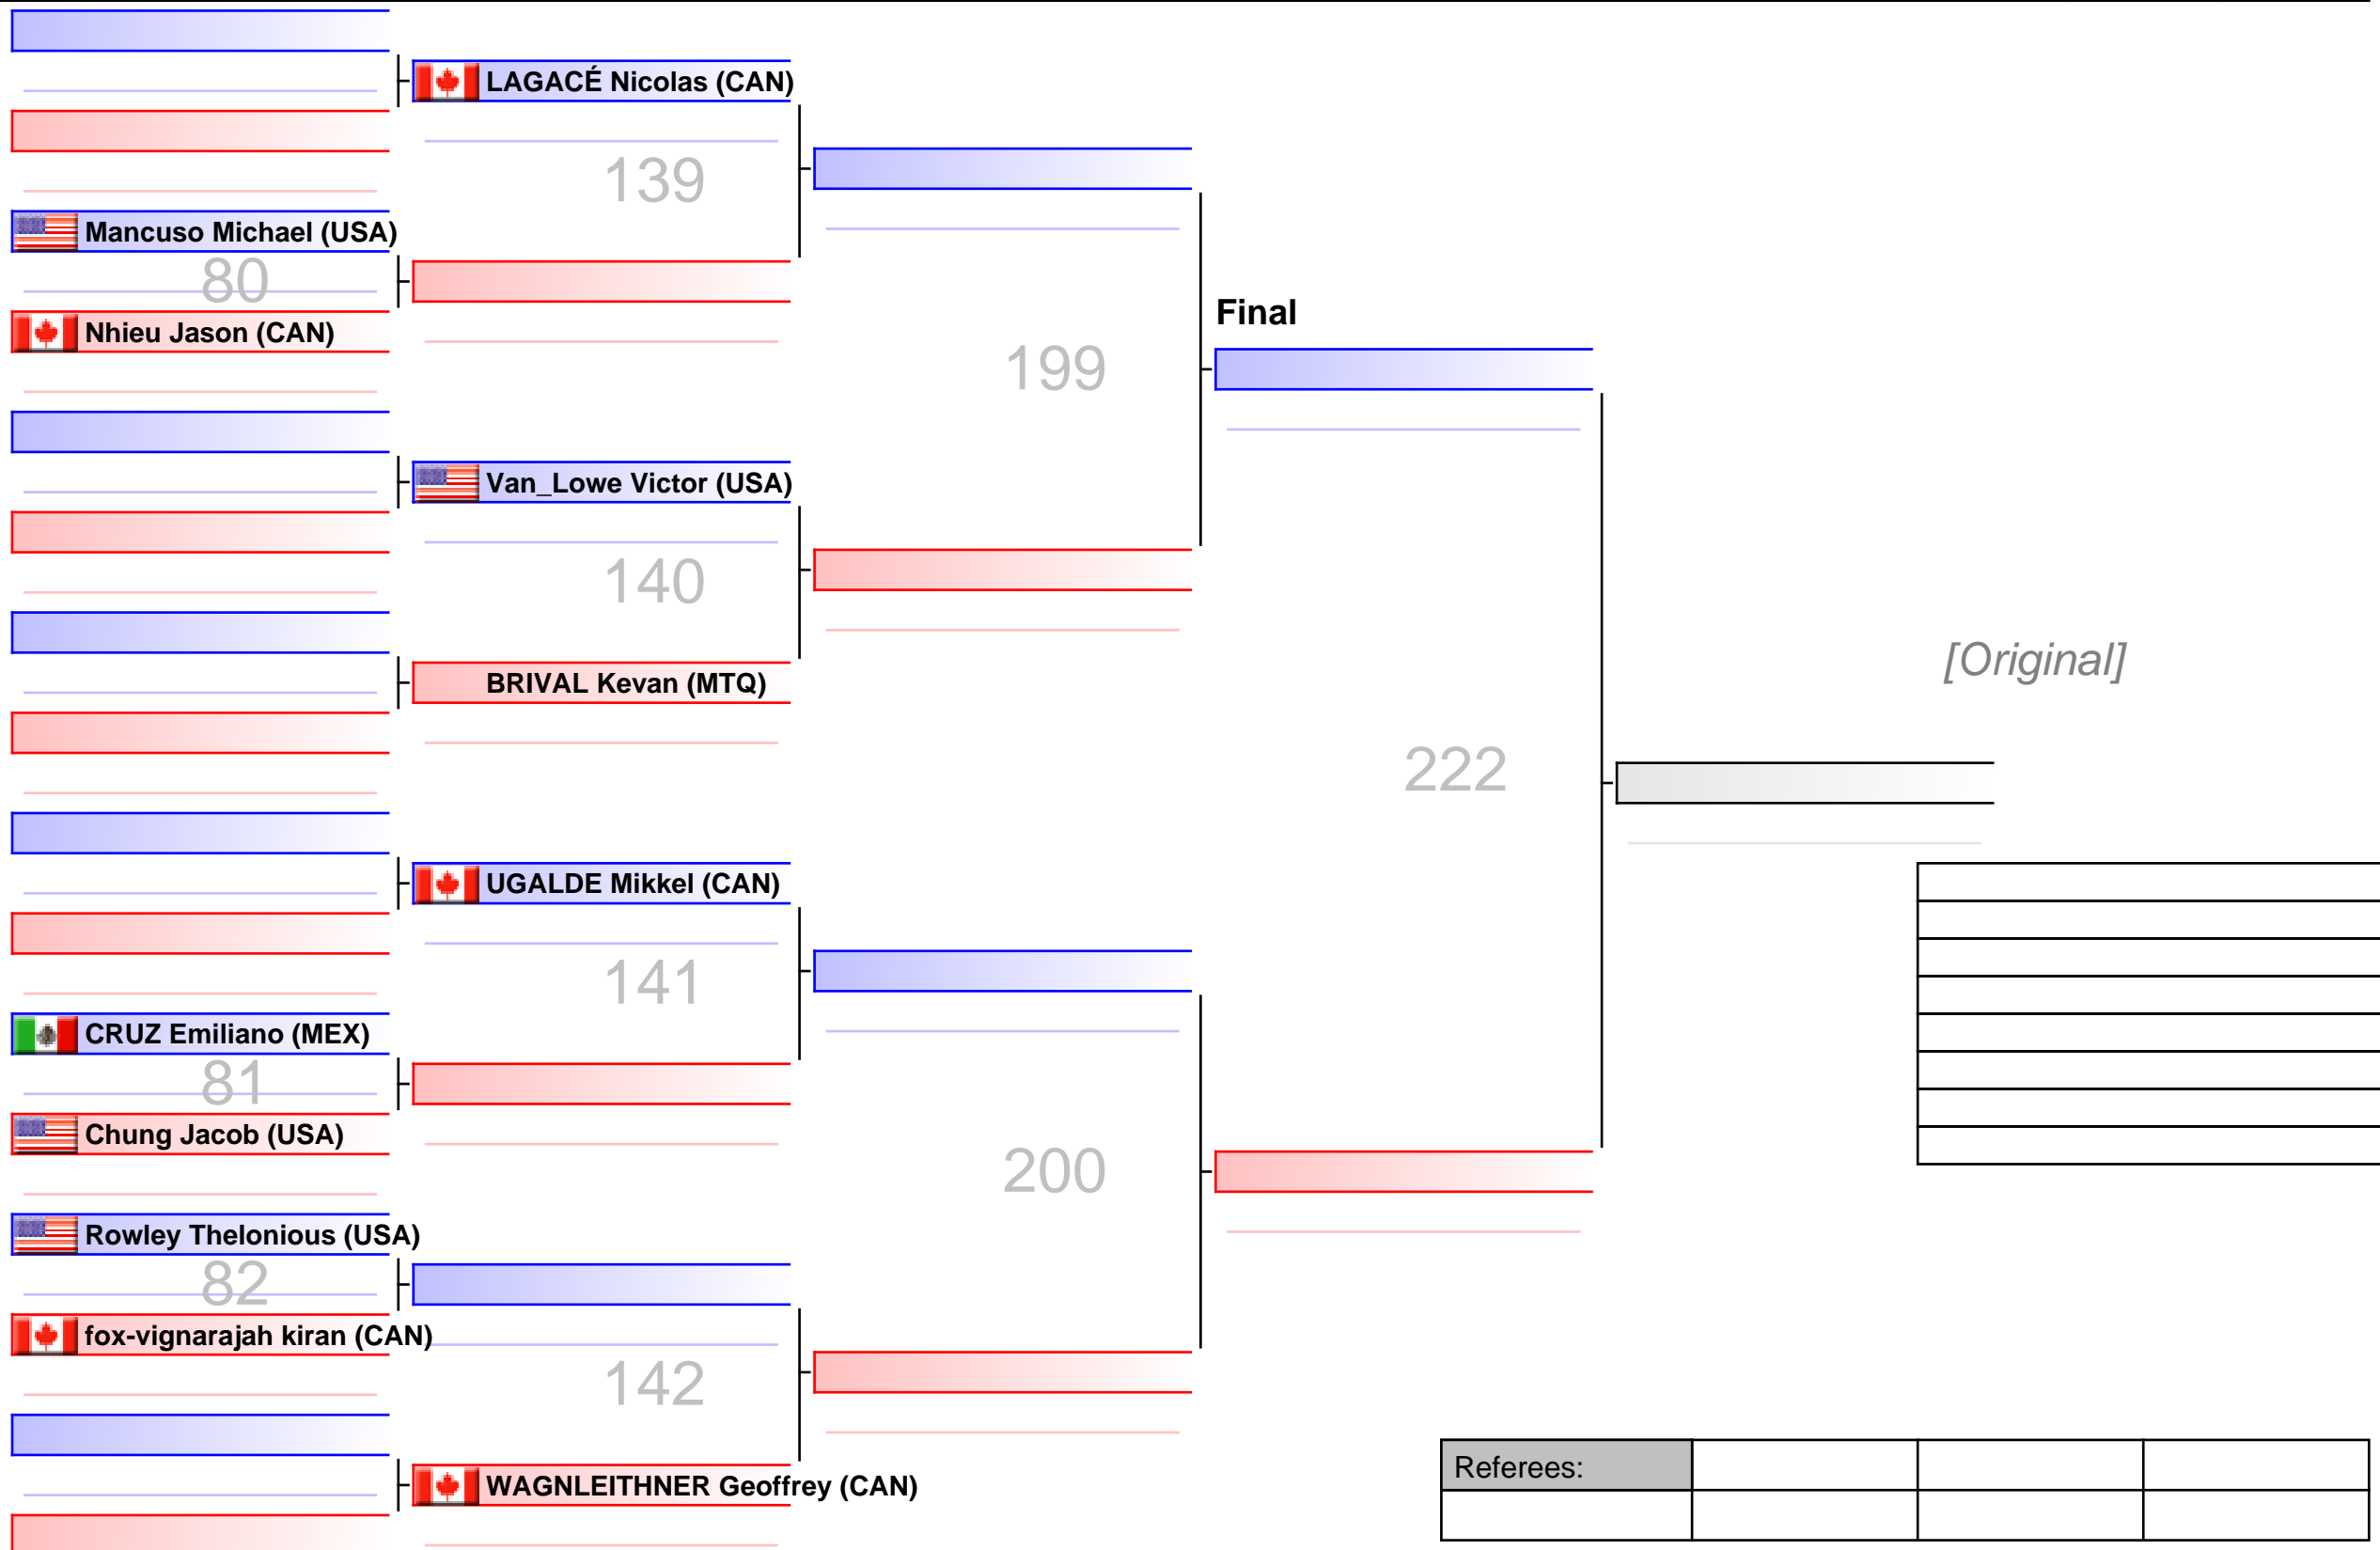 LAGACÉ Nicolas (CAN)
139
Mancuso Michael (USA)
80
Nhieu Jason (CAN)
199
Final
Van_Lowe Victor (USA)
140
BRIVAL Kevan (MTQ)
[Original]
222
UGALDE Mikkel (CAN)
141
CRUZ Emiliano (MEX)
81
Chung Jacob (USA)
200
Rowley Thelonious (USA)
82
fox-vignarajah kiran (CAN)
142
WAGNLEITHNER Geoffrey (CAN)
Referees: